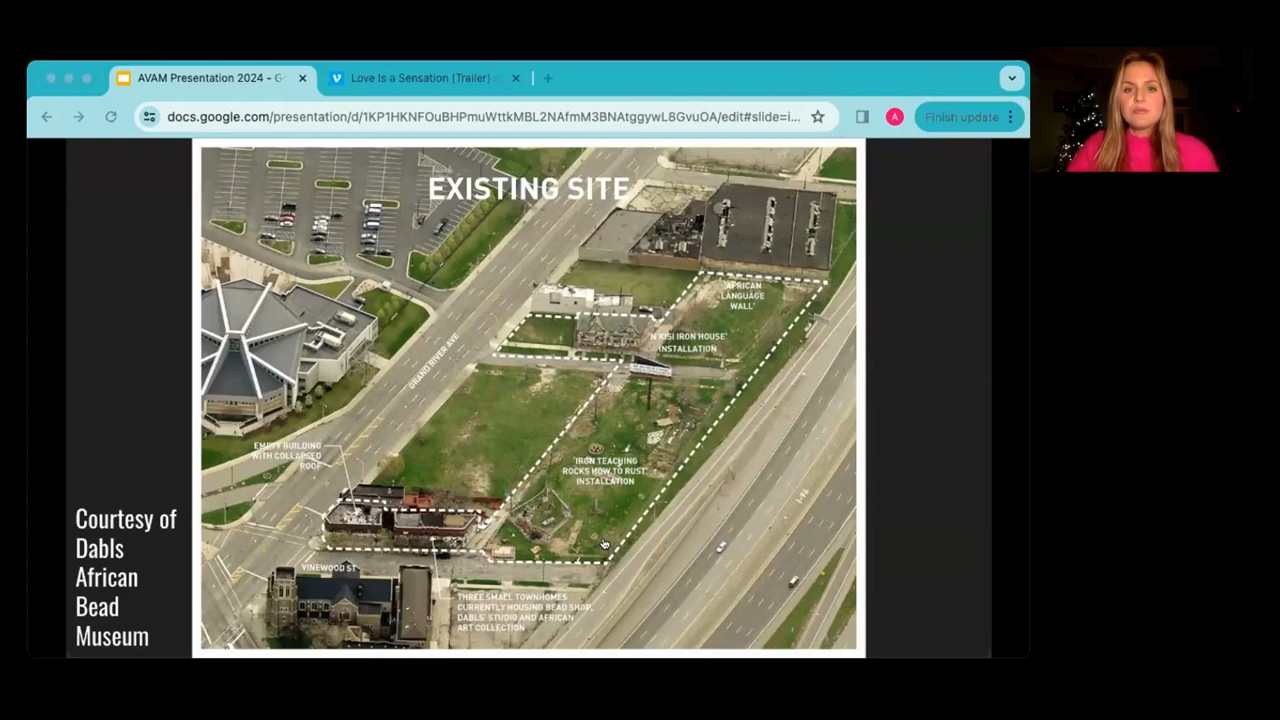 AVAM Presentation 2024 - G
Love Is a Sensation (Trailer)
docs.google.com/presentation/d/1KP1HKNFOuBHPmuWttkMBL2NAfmM3BNAtggywL8GvuOA/edit#slide=i...
A
Finish update
EXISTING SITE
'AFRICAN
LANGUAGE
WALL'
'N'KISI IRON HOUSE'
INSTALLATION
GRAND RIVER AVE
EMPTY BUILDING
WITH COLLAPSED
ROOF
'IRON TEACHING
ROCKS HOW TO RUST'
INSTALLATION
I-96
Courtesy of
Dabls
African
Bead
Museum
VINEWOOD ST
THREE SMALL TOWNHOMES
CURRENTLY HOUSING BEAD SHOP,
DABLS' STUDIO AND AFRICAN
ART COLLECTION